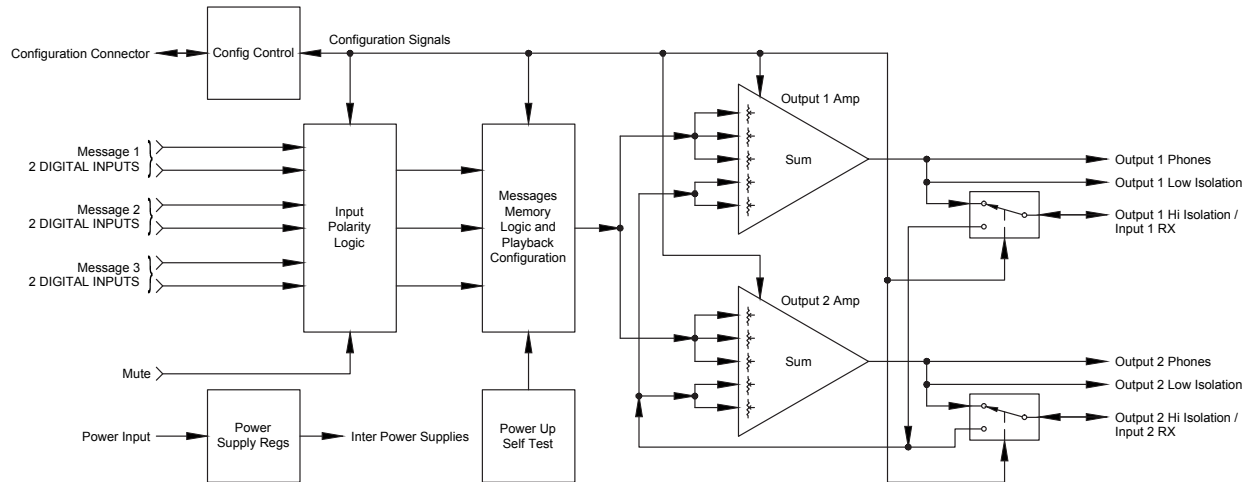 Configuration Connector
Config Control
Configuration Signals
Message 1
2 DIGITAL INPUTS
Message 2
2 DIGITAL INPUTS
Message 3
2 DIGITAL INPUTS
Mute
Input
Polarity
Logic
Messages
Memory
Logic and
Playback
Configuration
Output 1 Amp
Sum
Output 1 Phones
Output 1 Low Isolation
Output 1 Hi Isolation /
Input 1 RX
Output 2 Amp
Sum
Output 2 Phones
Output 2 Low Isolation
Output 2 Hi Isolation /
Input 2 RX
Power Input
Power
Supply Regs
Inter Power Supplies
Power Up
Self Test